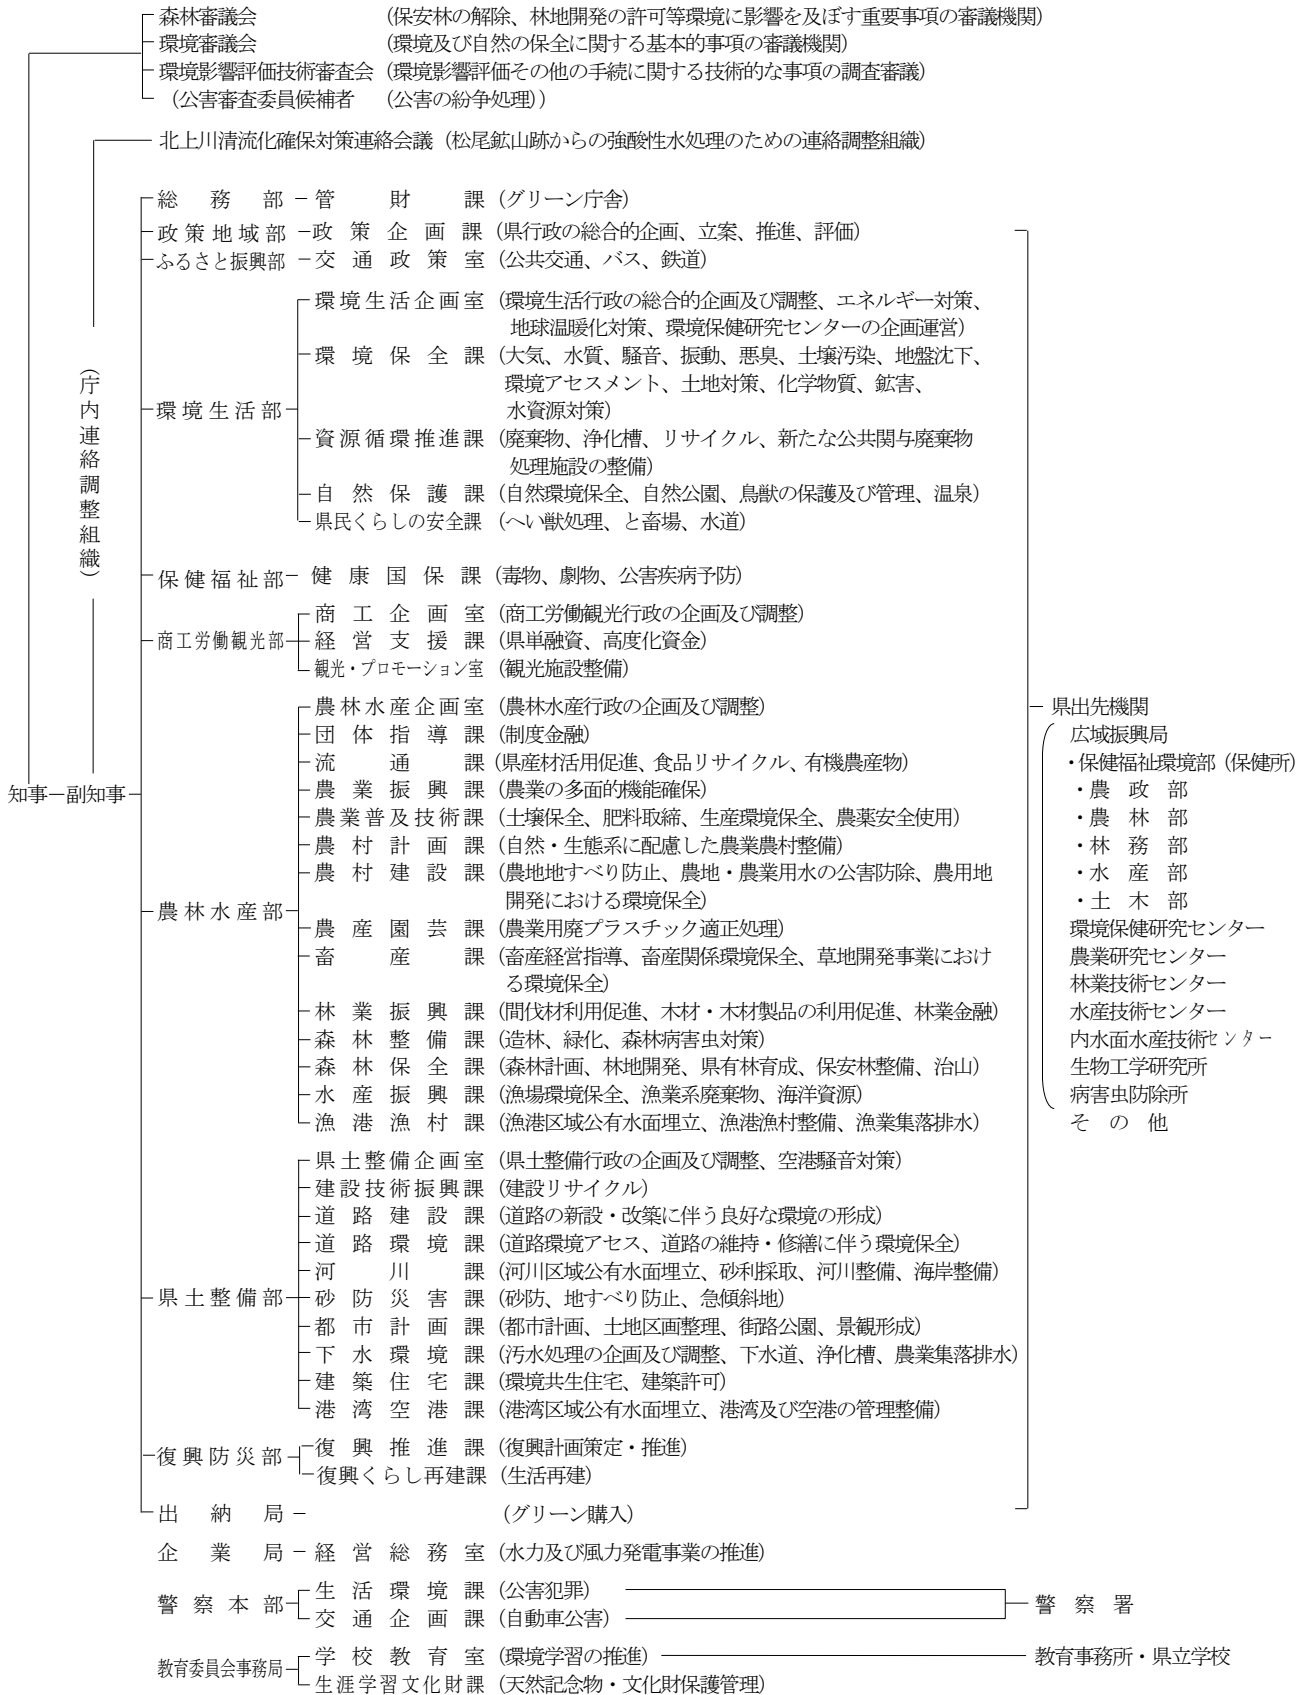 森林審議会 (保安林の解除、林地開発の許可等環境に影響を及ぼす重要事項の審議機関)
環境審議会 (環境及び自然の保全に関する基本的事項の審議機関)
環境影響評価技術審査会 (環境影響評価その他の手続に関する技術的な事項の調査審議)
(公害審査委員候補者 (公害の紛争処理))
北上川清流化確保対策連絡会議 (松尾鉱山跡からの強酸性水処理のための連絡調整組織)
(庁内連絡調整組織)
知事 副知事
総務部 管財課 (グリーン庁舎)
政策地域部 政策企画課 (県行政の総合的企画、立案、推進、評価)
ふるさと振興部 交通政策室 (公共交通、バス、鉄道)
環境生活部
環境生活企画室 (環境生活行政の総合的企画及び調整、エネルギー対策、
地球温暖化対策、環境保健研究センターの企画運営)
環境保全課 (大気、水質、騒音、振動、悪臭、土壌汚染、地盤沈下、
環境アセスメント、土地対策、化学物質、鉱害、
水資源対策)
資源循環推進課 (廃棄物、浄化槽、リサイクル、新たな公共関与廃棄物
処理施設の整備)
自然保護課 (自然環境保全、自然公園、鳥獣の保護及び管理、温泉)
県民くらしの安全課 (へい獣処理、と畜場、水道)
保健福祉部 健康国保課 (毒物、劇物、公害疾病予防)
商工労働観光部
商工企画室 (商工労働観光行政の企画及び調整)
経営支援課 (県単融資、高度化資金)
観光・プロモーション室 (観光施設整備)
農林水産部
農林水産企画室 (農林水産行政の企画及び調整)
団体指導課 (制度金融)
流通課 (県産材活用促進、食品リサイクル、有機農産物)
農業振興課 (農業の多面的機能確保)
農業普及技術課 (土壌保全、肥料取締、生産環境保全、農薬安全使用)
農村計画課 (自然・生態系に配慮した農業農村整備)
農村建設課 (農地地すべり防止、農地・農業用水の公害防除、農用地
開発における環境保全)
農産園芸課 (農業用廃プラスチック適正処理)
畜産課 (畜産経営指導、畜産関係環境保全、草地開発事業におけ
る環境保全)
林業振興課 (間伐材利用促進、木材・木材製品の利用促進、林業金融)
森林整備課 (造林、緑化、森林病害虫対策)
森林保全課 (森林計画、林地開発、県有林育成、保安林整備、治山)
水産振興課 (漁場環境保全、漁業系廃棄物、海洋資源)
漁港漁村課 (漁港区域公有水面埋立、漁港漁村整備、漁業集落排水)
県土整備部
県土整備企画室 (県土整備行政の企画及び調整、空港騒音対策)
建設技術振興課 (建設リサイクル)
道路建設課 (道路の新設・改築に伴う良好な環境の形成)
道路環境課 (道路環境アセス、道路の維持・修繕に伴う環境保全)
河川課 (河川区域公有水面埋立、砂利採取、河川整備、海岸整備)
砂防災害課 (砂防、地すべり防止、急傾斜地)
都市計画課 (都市計画、土地区画整理、街路公園、景観形成)
下水環境課 (汚水処理の企画及び調整、下水道、浄化槽、農業集落排水)
建築住宅課 (環境共生住宅、建築許可)
港湾空港課 (港湾区域公有水面埋立、港湾及び空港の管理整備)
復興防災部
復興推進課 (復興計画策定・推進)
復興くらし再建課 (生活再建)
出納局 (グリーン購入)
県出先機関
広域振興局
・保健福祉環境部 (保健所)
・農政部
・農林部
・林務部
・水産部
・土木部
環境保健研究センター
農業研究センター
林業技術センター
水産技術センター
内水面水産技術センター
生物工学研究所
病害虫防除所
その他
企業局 経営総務室 (水力及び風力発電事業の推進)
警察本部
生活環境課 (公害犯罪)
交通企画課 (自動車公害)
警察署
教育委員会事務局
学校教育室 (環境学習の推進) 教育事務所・県立学校
生涯学習文化財課 (天然記念物・文化財保護管理)